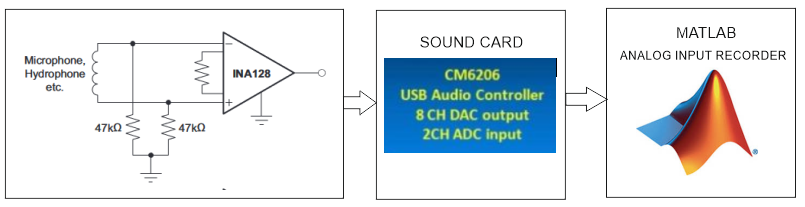 Microphone,
Hydrophone
etc.
INA128
47kΩ
47kΩ
SOUND CARD
CM6206
USB Audio Controller
8 CH DAC output
2CH ADC input
MATLAB
ANALOG INPUT RECORDER
®